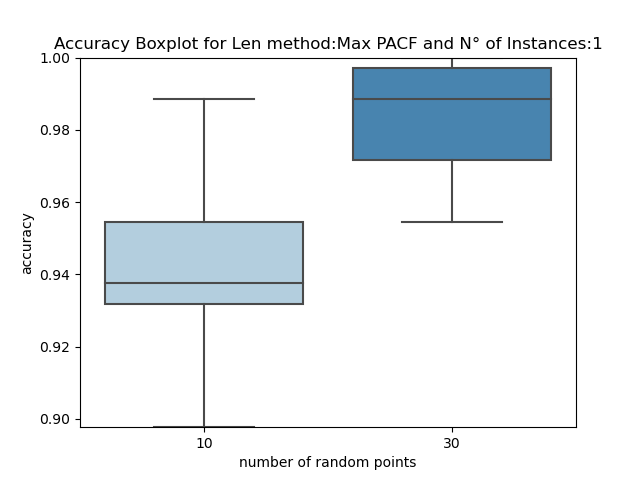 Accuracy Boxplot for Len method:Max PACF and N° of Instances:1
1.00
0.98
0.96
0.94
0.92
0.90
accuracy
10
30
number of random points